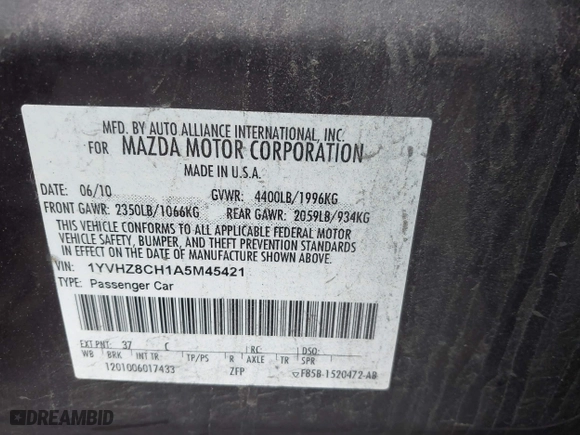 MFD. BY AUTO ALLIANCE INTERNATIONAL, INC.
FOR MAZDA MOTOR CORPORATION
MADE IN U.S.A.
DATE: 06/10 GVWR: 4400LB/1996KG
FRONT GAWR: 2350LB/1066KG REAR GAWR: 2059LB/934KG
THIS VEHICLE CONFORMS TO ALL APPLICABLE FEDERAL MOTOR
VEHICLE SAFETY, BUMPER, AND THEFT PREVENTION STANDARDS
IN EFFECT ON THE DATE OF MANUFACTURE SHOWN ABOVE.
VIN: 1YVHZ8CH1A5M45421
TYPE: Passenger Car
EXT PNT: 37 RC: DSO:
WB BRK INT TR TP/PS R AXLE TR SPR
1201006017433 ZFP F85B-1520472-AB
DREAMBID